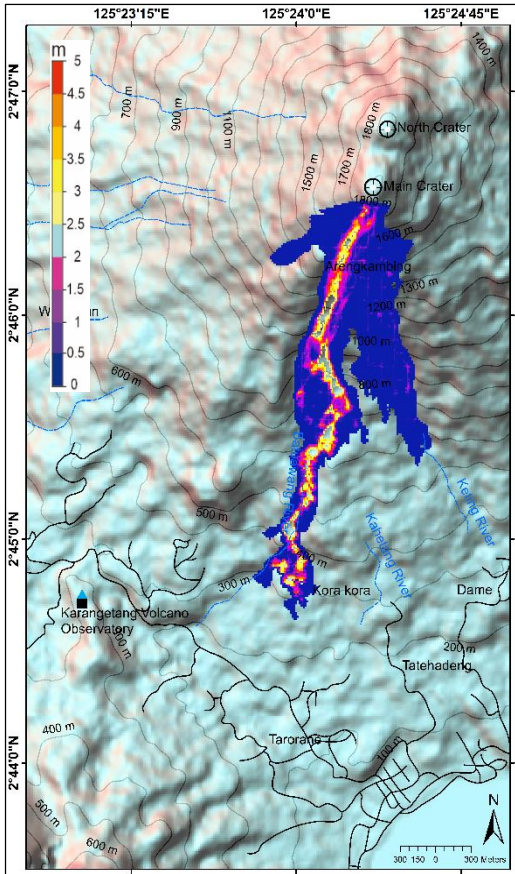 125°23'15"E
125°24'0"E
125°24'45"E
2°47'0"N
2°46'0"N
2°45'0"N
2°44'0"N
m
5
4.5
4
3.5
3
2.5
2
1.5
1
.5
0
1400 m
700 m
900 m
100 m
1800 m
North Crater
1500 m
1700 m
Main Crater
1800 m
1600 m
Arengkambing
1300 m
1200 m
1000 m
600 m
800 m
500 m
Keting River
Kahetang River
300 m
Kora kora
Dame
Karangetang Volcano
Observatory
200 m
Tatehadeng
400 m
Tarorane
100 m
500 m
600 m
N
300 150 0 300 Meters